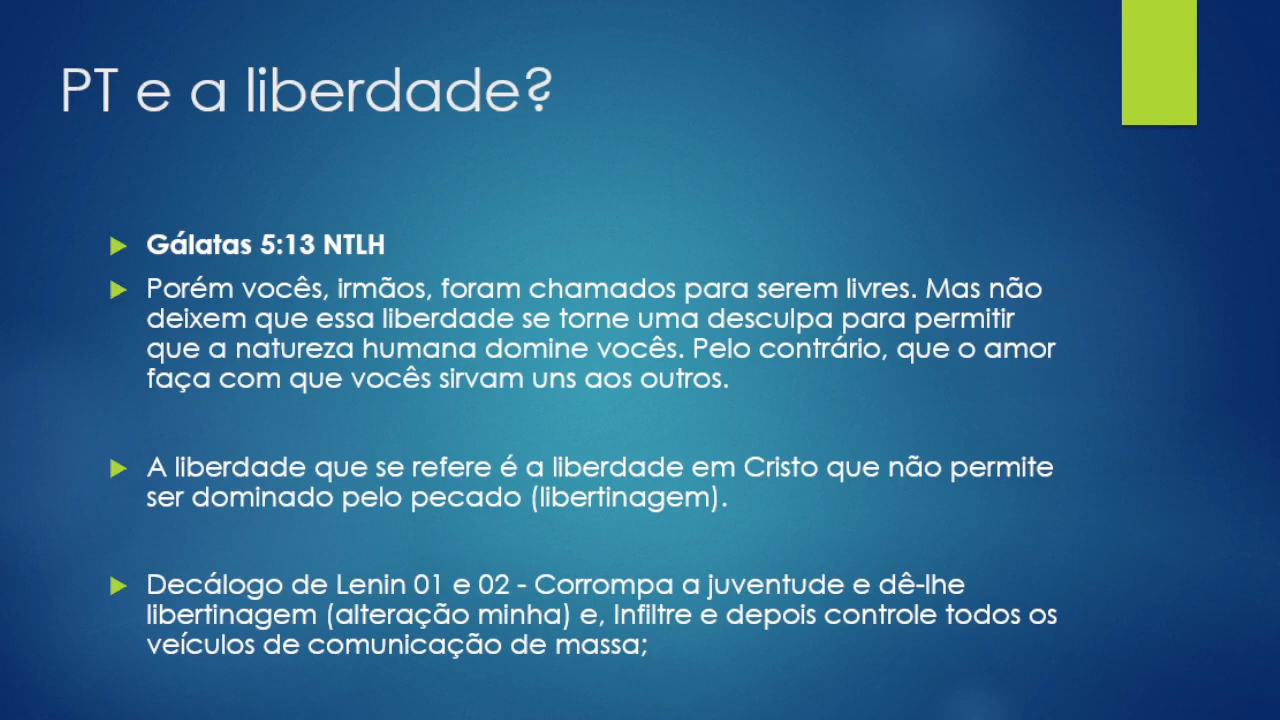 PT e a liberdade?
Gálatas 5:13 NTLH
Porém vocês, irmãos, foram chamados para serem livres. Mas não
deixem que essa liberdade se torne uma desculpa para permitir
que a natureza humana domine vocês. Pelo contrário, que o amor
faça com que vocês sirvam uns aos outros.
A liberdade que se refere é a liberdade em Cristo que não permite
ser dominado pelo pecado (libertinagem).
Decálogo de Lenin 01 e 02 - Corrompa a juventude e dê-lhe
libertinagem (alteração minha) e, Infiltre e depois controle todos os
veículos de comunicação de massa;